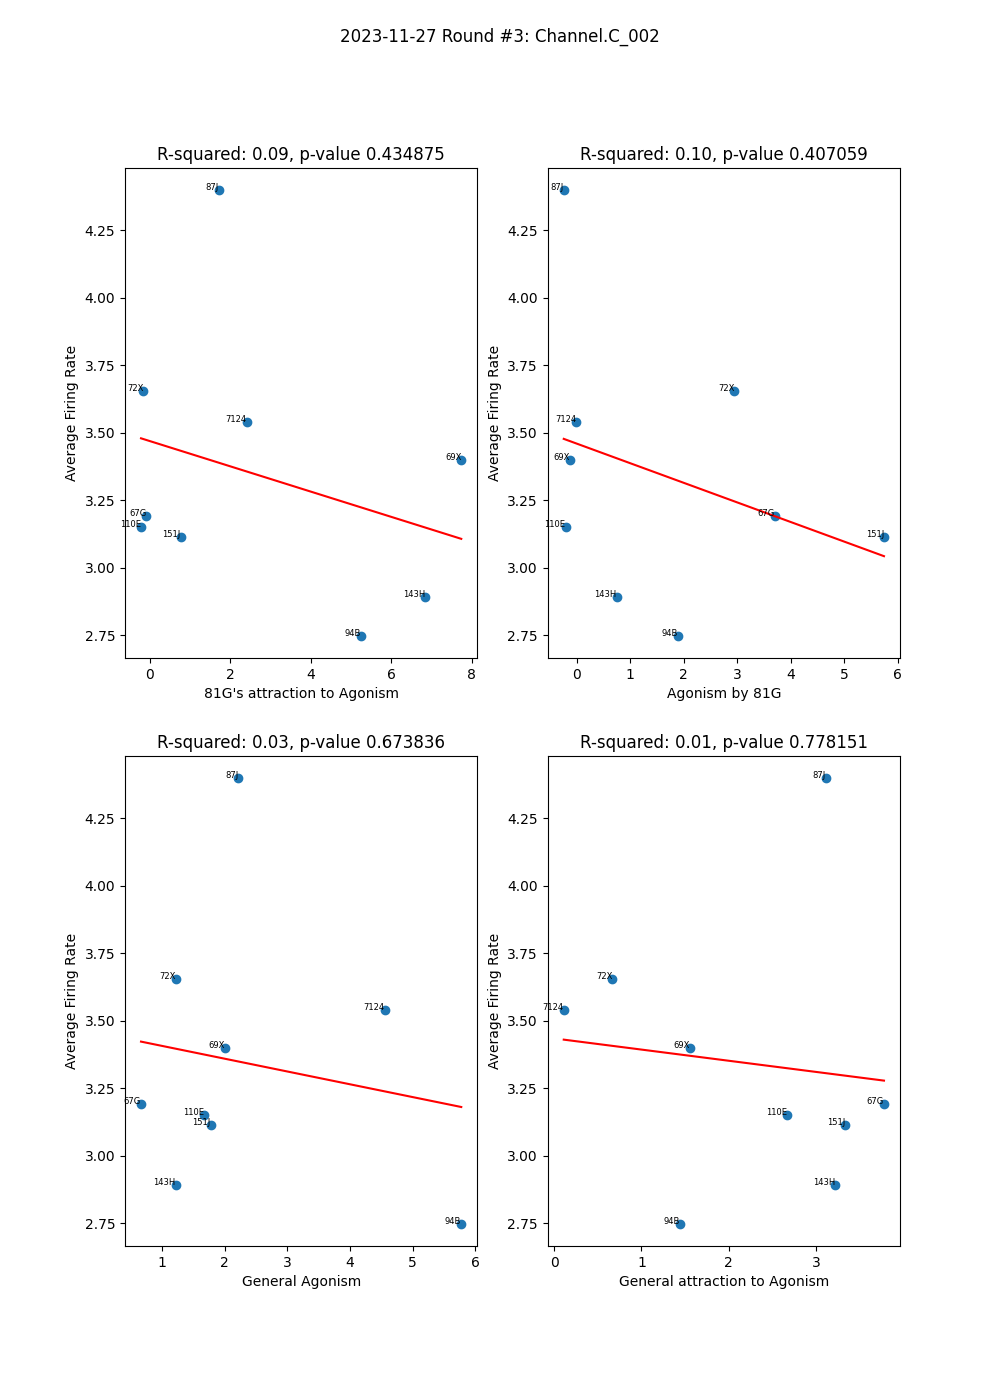 2023-11-27 Round #3: Channel.C_002
R-squared: 0.09, p-value 0.434875
87J
4.25
4.00
3.75
72X
7124
3.50
69X
3.25
67G
110E
151J
3.00
143H
94B
2.75
Average Firing Rate
0 2 4 6 8
81G's attraction to Agonism
R-squared: 0.10, p-value 0.407059
87J
4.25
4.00
3.75
72X
7124
3.50
69X
3.25
67G
110E
151J
3.00
143H
94B
2.75
Average Firing Rate
0 1 2 3 4 5 6
Agonism by 81G
R-squared: 0.03, p-value 0.673836
87J
4.25
4.00
3.75
72X
7124
3.50
69X
3.25
67G
110E
151J
3.00
143H
94B
2.75
Average Firing Rate
1 2 3 4 5 6
General Agonism
R-squared: 0.01, p-value 0.778151
87J
4.25
4.00
3.75
72X
7124
3.50
69X
3.25
67G
110E
151J
3.00
143H
94B
2.75
Average Firing Rate
0 1 2 3
General attraction to Agonism